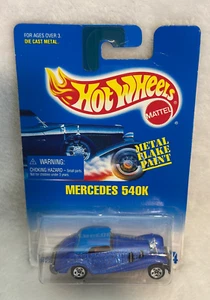 FOR AGES OVER 3
DIE CAST METAL.
Hot Wheels
MATTEL
METAL
FLAKE
PAINT
⚠ WARNING:
CHOKING HAZARD - Small parts.
Not for children under 3 years.
MERCEDES 540K